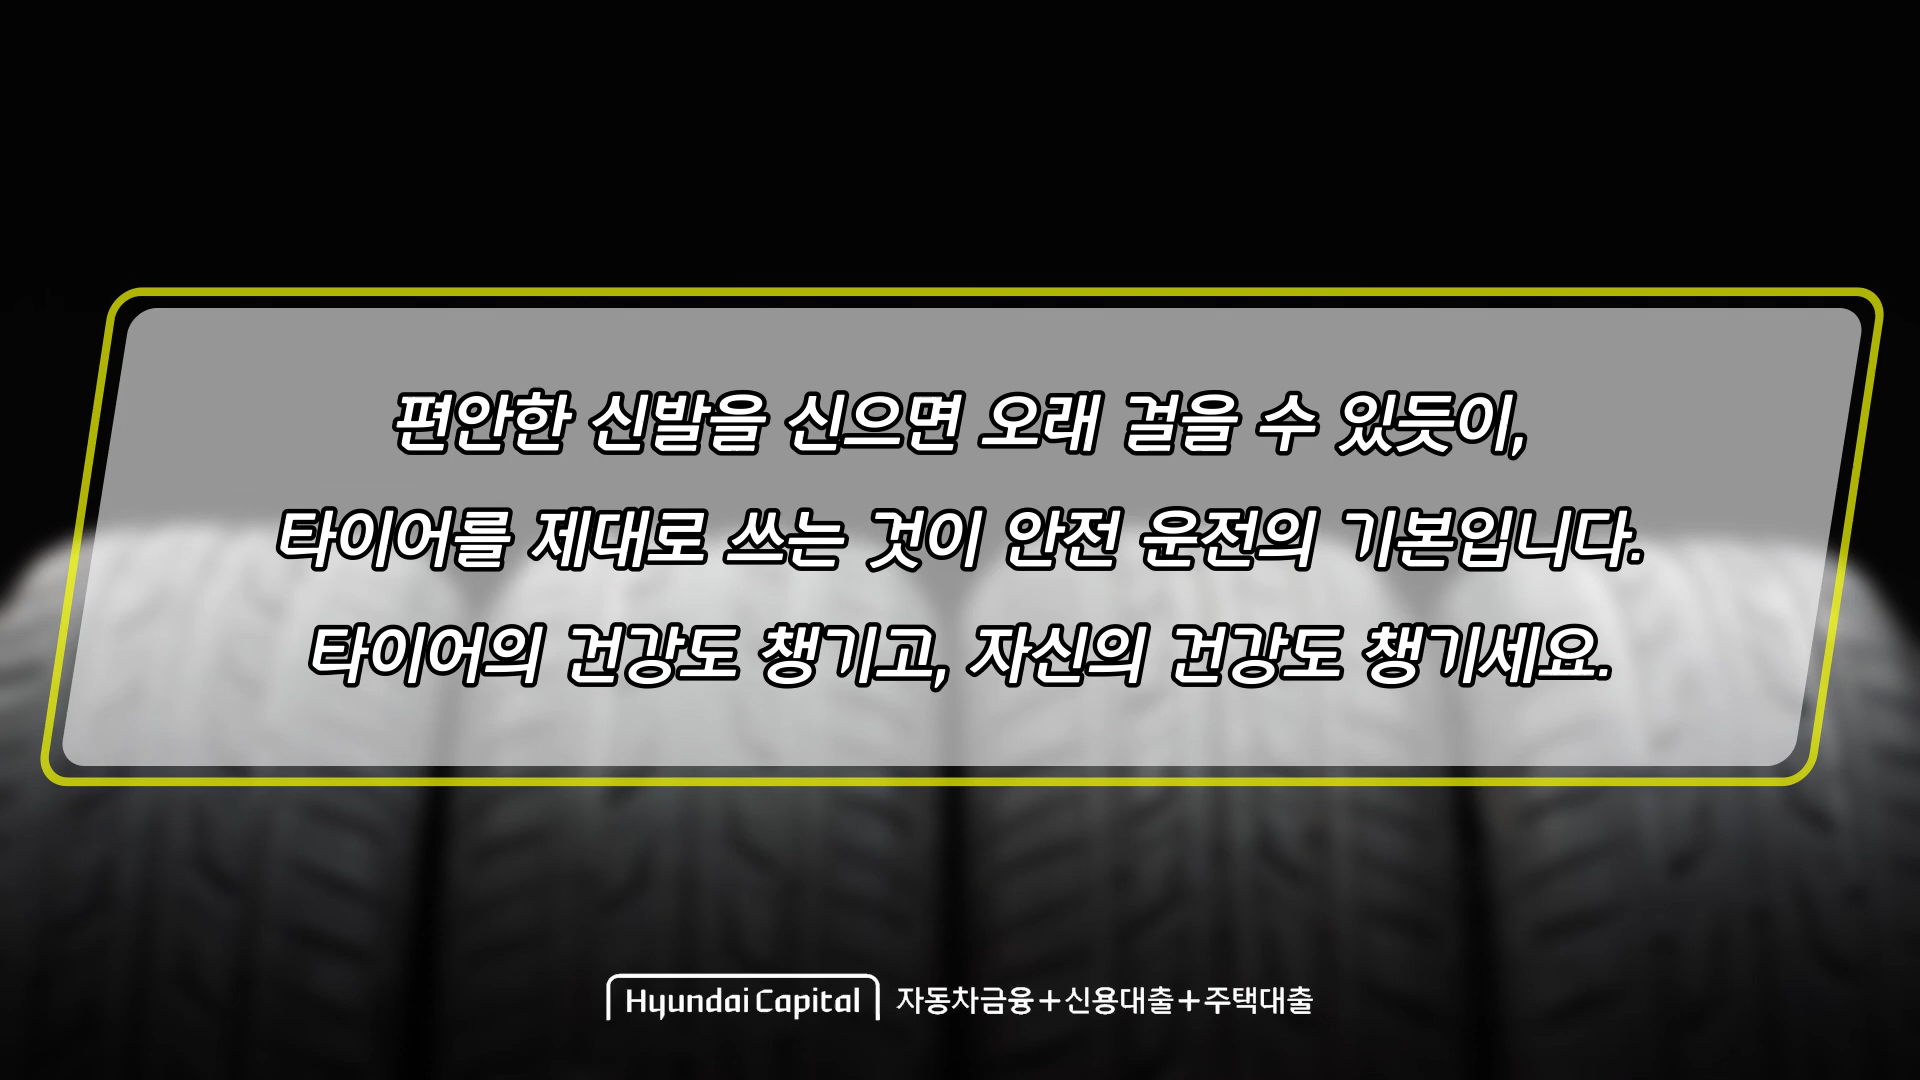 편안한 신발을 신으면 오래 걸을 수 있듯이,
타이어를 제대로 쓰는 것이 안전 운전의 기본입니다.
타이어의 건강도 챙기고, 자신의 건강도 챙기세요.
Hyundai Capital 자동차금융+신용대출+주택대출